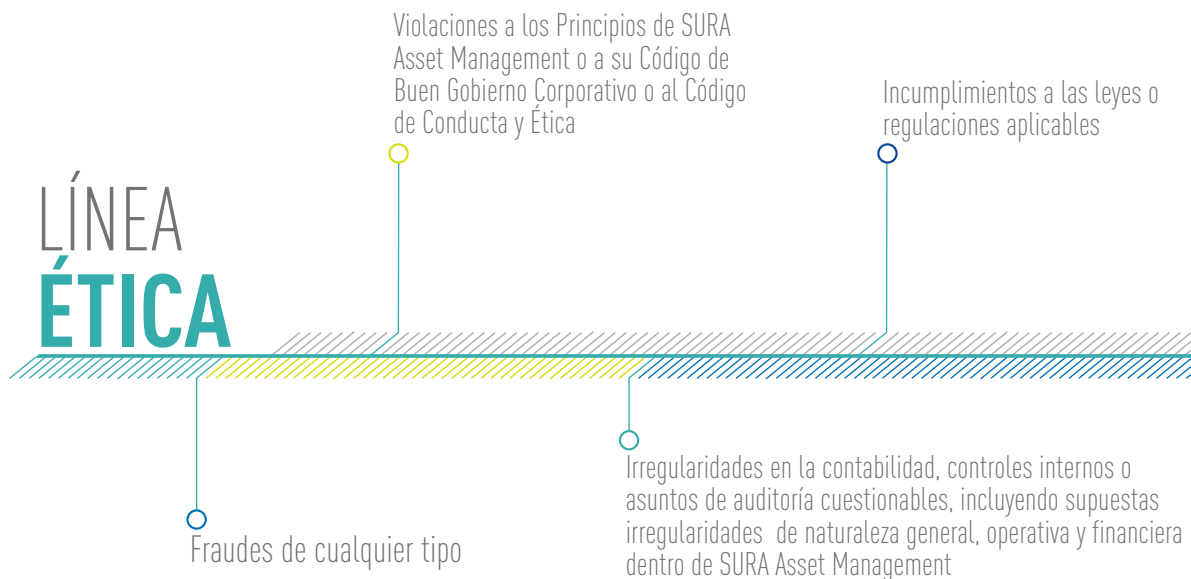 Violaciones a los Principios de SURA
Asset Management o a su Código de
Buen Gobierno Corporativo o al Código
de Conducta y Ética
Incumplimientos a las leyes o
regulaciones aplicables
LÍNEA
ÉTICA
Fraudes de cualquier tipo
Irregularidades en la contabilidad, controles internos o
asuntos de auditoría cuestionables, incluyendo supuestas
irregularidades de naturaleza general, operativa y financiera
dentro de SURA Asset Management